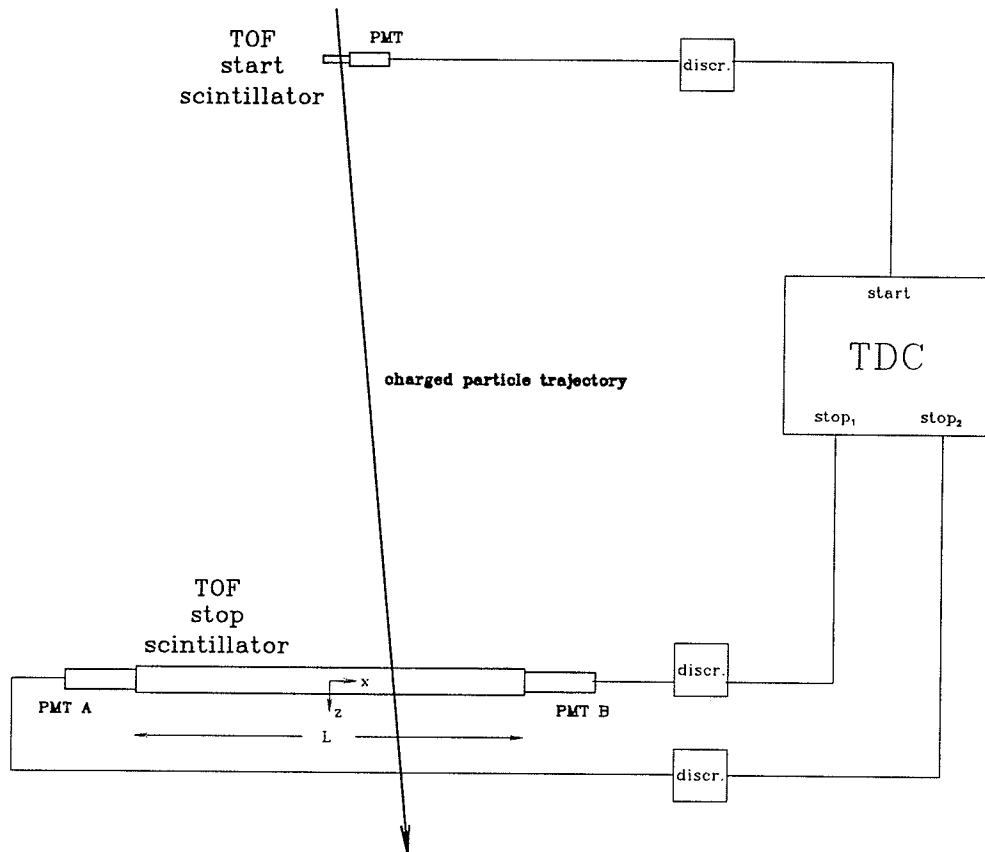 TOF
start
scintillator
PMT
discr.
start
TDC
stop₁
stop₂
charged particle trajectory
TOF
stop
scintillator
x
z
PMT A
PMT B
L
discr.
discr.